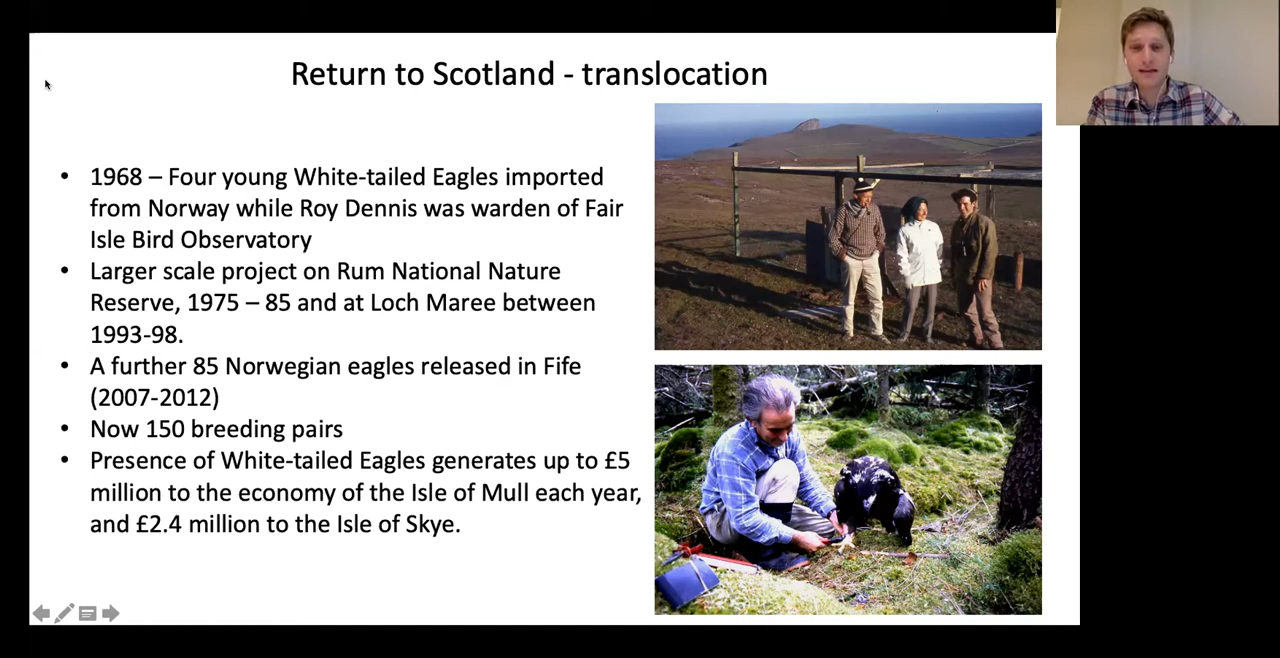 Return to Scotland - translocation
• 1968 – Four young White-tailed Eagles imported
from Norway while Roy Dennis was warden of Fair
Isle Bird Observatory
• Larger scale project on Rum National Nature
Reserve, 1975 – 85 and at Loch Maree between
1993-98.
• A further 85 Norwegian eagles released in Fife
(2007-2012)
• Now 150 breeding pairs
• Presence of White-tailed Eagles generates up to £5
million to the economy of the Isle of Mull each year,
and £2.4 million to the Isle of Skye.